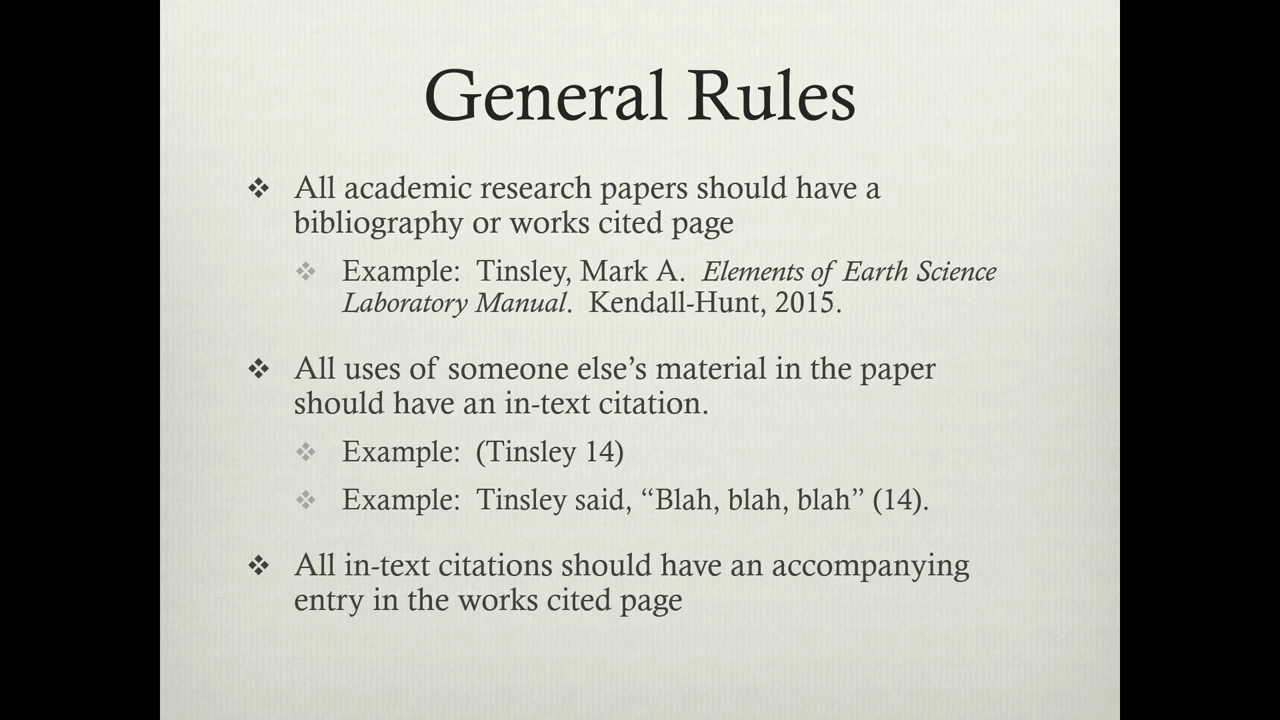 General Rules
❖ All academic research papers should have a
bibliography or works cited page
❖ Example:  Tinsley, Mark A.  Elements of Earth Science
Laboratory Manual.  Kendall-Hunt, 2015.
❖ All uses of someone else’s material in the paper
should have an in-text citation.
❖ Example:  (Tinsley 14)
❖ Example:  Tinsley said, “Blah, blah, blah” (14).
❖ All in-text citations should have an accompanying
entry in the works cited page